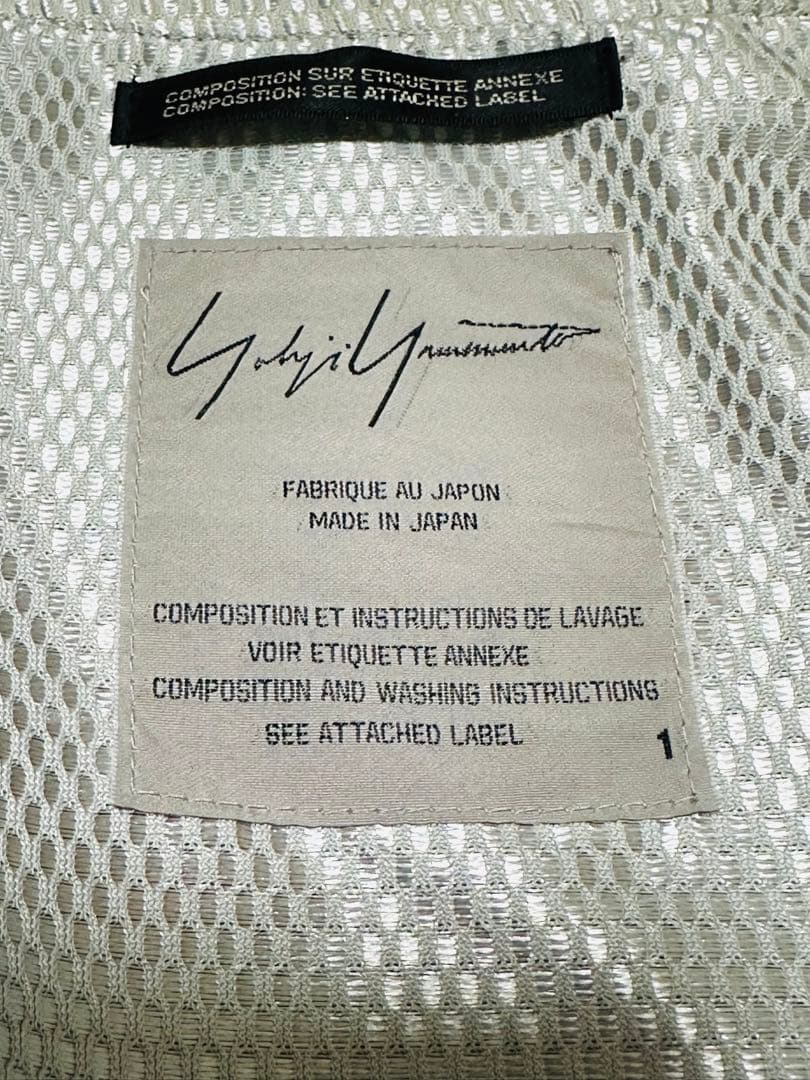 COMPOSITION SUR ETIQUETTE ANNEXE
COMPOSITION: SEE ATTACHED LABEL
Yohji Yamamoto
FABRIQUE AU JAPON
MADE IN JAPAN
COMPOSITION ET INSTRUCTIONS DE LAVAGE
VOIR ETIQUETTE ANNEXE
COMPOSITION AND WASHING INSTRUCTIONS
SEE ATTACHED LABEL
1